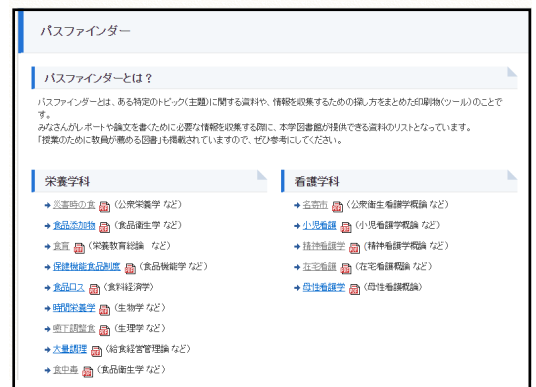 パスファインダー
パスファインダーとは？
パスファインダーとは、ある特定のトピック(主題)に関する資料や、情報を収集するための探し方をまとめた印刷物(ツール)のことで
す。
みなさんがレポートや論文を書くために必要な情報を収集する際に、本学図書館が提供できる資料のリストとなっています。
「授業のために教員が薦める図書」も掲載されていますので、ぜひ参考にしてください。
栄養学科
災害時の食 (公衆栄養学 など)
食品添加物 (食品衛生学 など)
食育 (栄養教育総論 など)
保健機能食品制度 (食品機能学 など)
食品ロス (食料経済学)
時間栄養学 (生物学 など)
嚥下調整食 (生理学 など)
大量調理 (給食経営管理論 など)
食中毒 (食品衛生学 など)
看護学科
名寄市 (公衆衛生看護学概論 など)
小児看護 (小児看護学概論 など)
精神看護学 (精神看護学概論 など)
在宅看護 (在宅看護概論 など)
母性看護学 (母性看護概論)